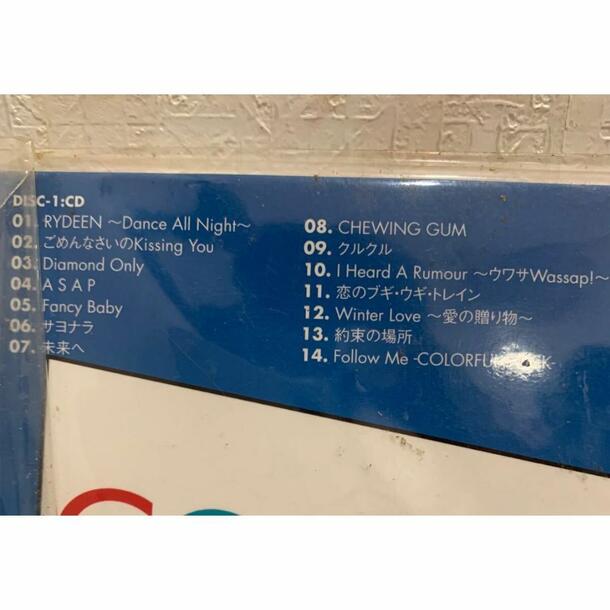 DISC-1:CD
01. RYDEEN ～Dance All Night～
02. ごめんなさいのKissing You
03. Diamond Only
04. A S A P
05. Fancy Baby
06. サヨナラ
07. 未来へ
08. CHEWING GUM
09. クルクル
10. I Heard A Rumour ～ウワサWassap!～
11. 恋のブギ・ウギ・トレイン
12. Winter Love ～愛の贈り物～
13. 約束の場所
14. Follow Me